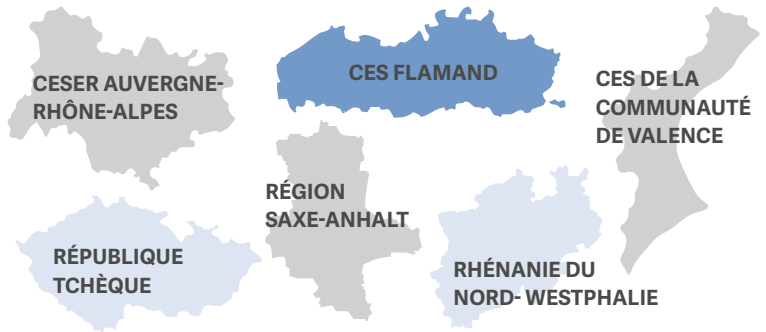 CESER AUVERGNE-
RHÔNE-ALPES
CES FLAMAND
CES DE LA
COMMUNAUTÉ
DE VALENCE
RÉGION
SAXE-ANHALT
RÉPUBLIQUE
TCHÈQUE
RHÉNANIE DU
NORD- WESTPHALIE